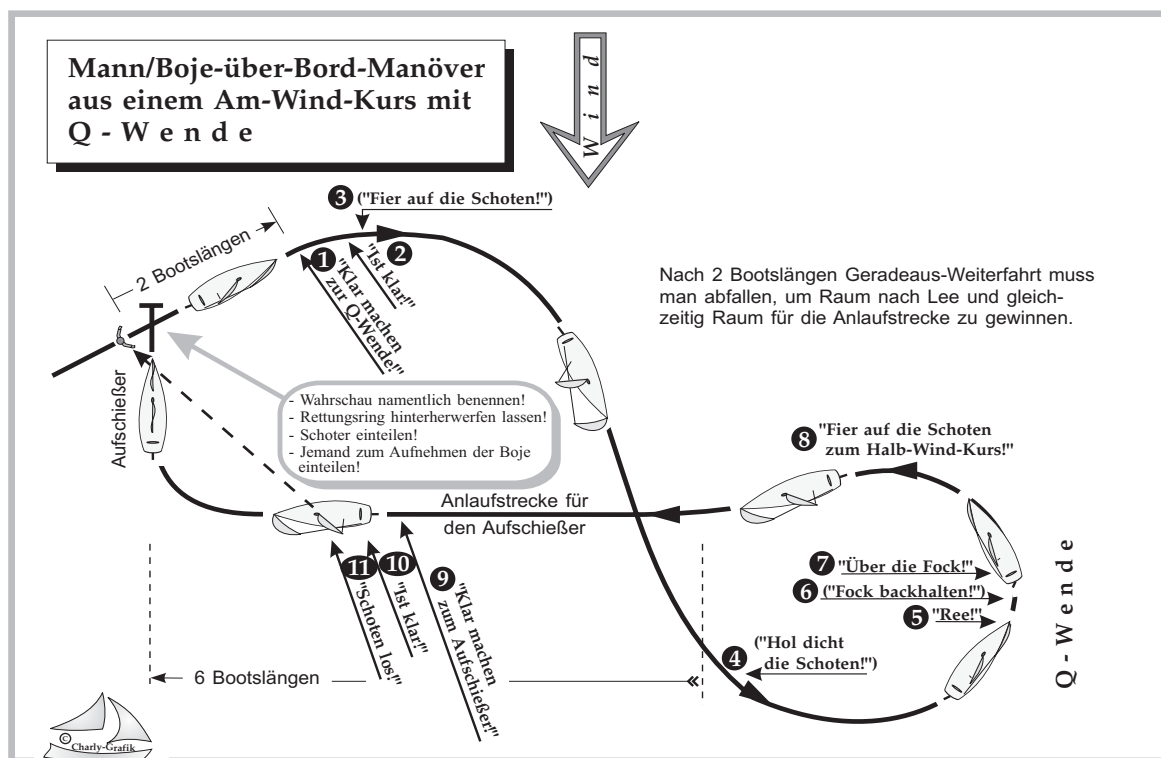 Mann/Boje-über-Bord-Manöver
aus einem Am-Wind-Kurs mit
Q - W e n d e
W i n d
3 ("Fier auf die Schoten!")
2 Bootslängen
1 "Klar machen
zur Q-Wende!"
2 "Ist klar!"
Nach 2 Bootslängen Geradeaus-Weiterfahrt muss
man abfallen, um Raum nach Lee und gleich-
zeitig Raum für die Anlaufstrecke zu gewinnen.
Aufschießer
- Wahrschau namentlich benennen!
- Rettungsring hinterherwerfen lassen!
- Schoter einteilen!
- Jemand zum Aufnehmen der Boje
einteilen!
8 "Fier auf die Schoten
zum Halb-Wind-Kurs!"
Anlaufstrecke für
den Aufschießer
7 "Über die Fock!"
6 ("Fock backhalten!")
5 "Ree!"
Q - W e n d e
11 "Schoten los!"
10 "Ist klar!"
9 "Klar machen
zum Aufschießer!"
4 ("Hol dicht
die Schoten!")
6 Bootslängen
©
Charly-Grafik